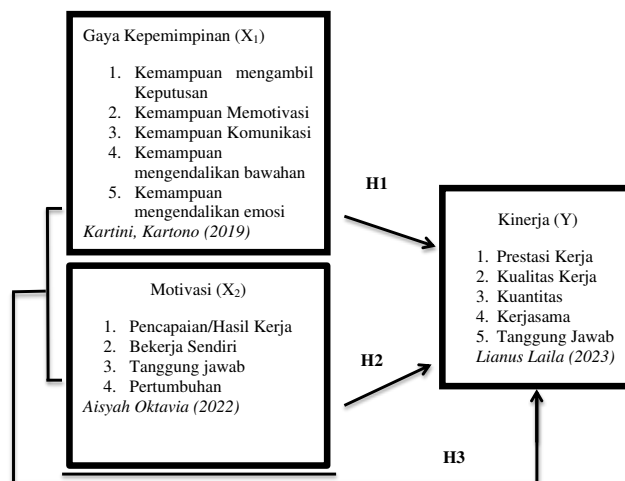 Gaya Kepemimpinan (X₁)
1. Kemampuan mengambil
Keputusan
2. Kemampuan Memotivasi
3. Kemampuan Komunikasi
4. Kemampuan
mengendalikan bawahan
5. Kemampuan
mengendalikan emosi
Kartini, Kartono (2019)
Motivasi (X₂)
1. Pencapaian/Hasil Kerja
2. Bekerja Sendiri
3. Tanggung jawab
4. Pertumbuhan
Aisyah Oktavia (2022)
H1
H2
H3
Kinerja (Y)
1. Prestasi Kerja
2. Kualitas Kerja
3. Kuantitas
4. Kerjasama
5. Tanggung Jawab
Lianus Laila (2023)